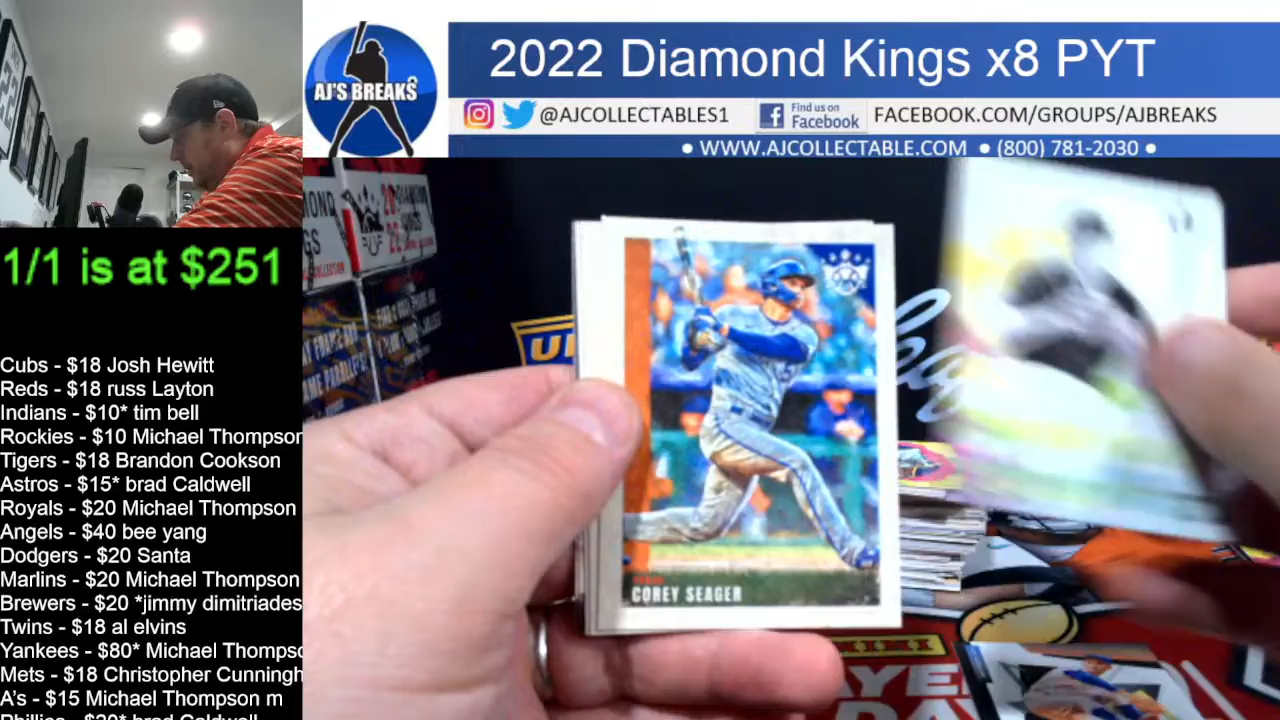 2022 Diamond Kings x8 PYT
AJ'S BREAKS
@AJCOLLECTABLES1
Find us on
Facebook
FACEBOOK.COM/GROUPS/AJBREAKS
• WWW.AJCOLLECTABLE.COM • (800) 781-2030 •
1/1 is at $251
Cubs - $18 Josh Hewitt
Reds - $18 russ Layton
Indians - $10* tim bell
Rockies - $10 Michael Thompson
Tigers - $18 Brandon Cookson
Astros - $15* brad Caldwell
Royals - $20 Michael Thompson
Angels - $40 bee yang
Dodgers - $20 Santa
Marlins - $20 Michael Thompson
Brewers - $20 *jimmy dimitriades
Twins - $18 al elvins
Yankees - $80* Michael Thompso
Mets - $18 Christopher Cunningh
A's - $15 Michael Thompson m
Phillies - $20* brad Caldwell
COREY SEAGER
PANINI